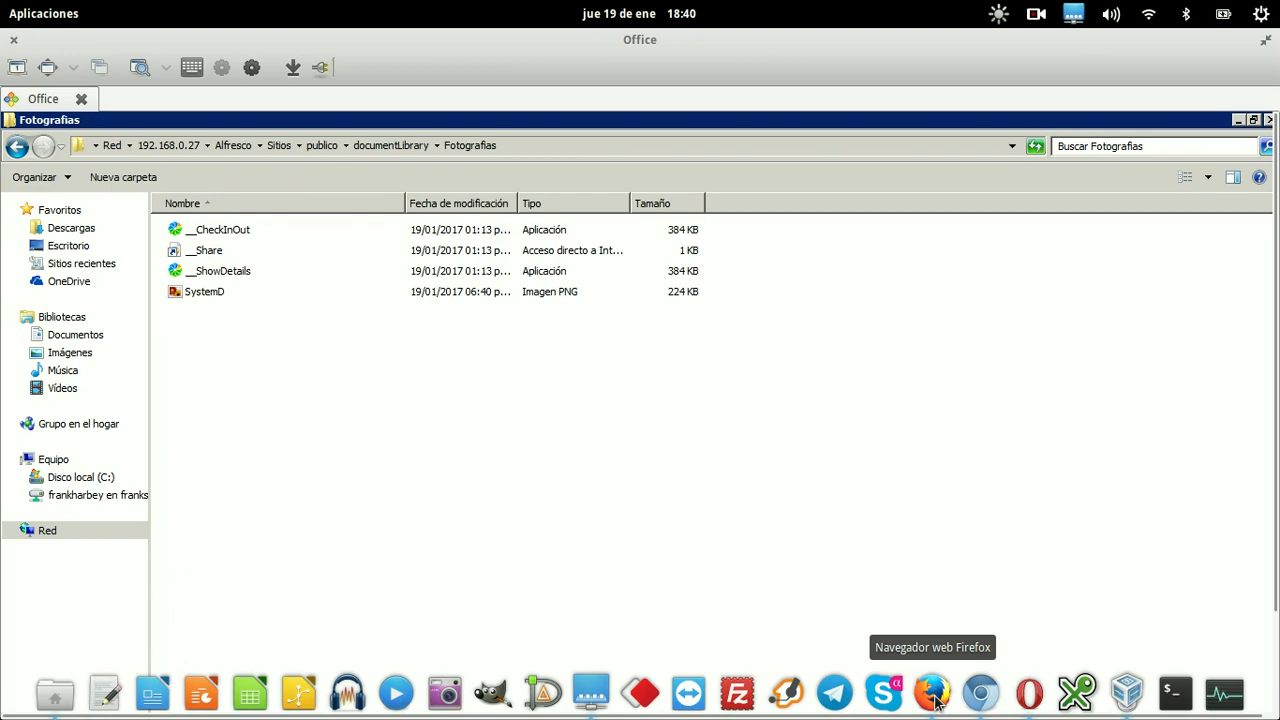 Aplicaciones
jue 19 de ene 18:40
Office
Office
Fotografias
Red 192.168.0.27 Alfresco Sitios publico documentLibrary Fotografias
Buscar Fotografias
Organizar Nueva carpeta
Nombre Fecha de modificación Tipo Tamaño
__CheckInOut 19/01/2017 01:13 p... Aplicación 384 KB
__Share 19/01/2017 01:13 p... Acceso directo a Int... 1 KB
__ShowDetails 19/01/2017 01:13 p... Aplicación 384 KB
SystemD 19/01/2017 06:40 p... Imagen PNG 224 KB
Favoritos
Descargas
Escritorio
Sitios recientes
OneDrive
Bibliotecas
Documentos
Imágenes
Música
Vídeos
Grupo en el hogar
Equipo
Disco local (C:)
frankharbey en franks
Red
Navegador web Firefox